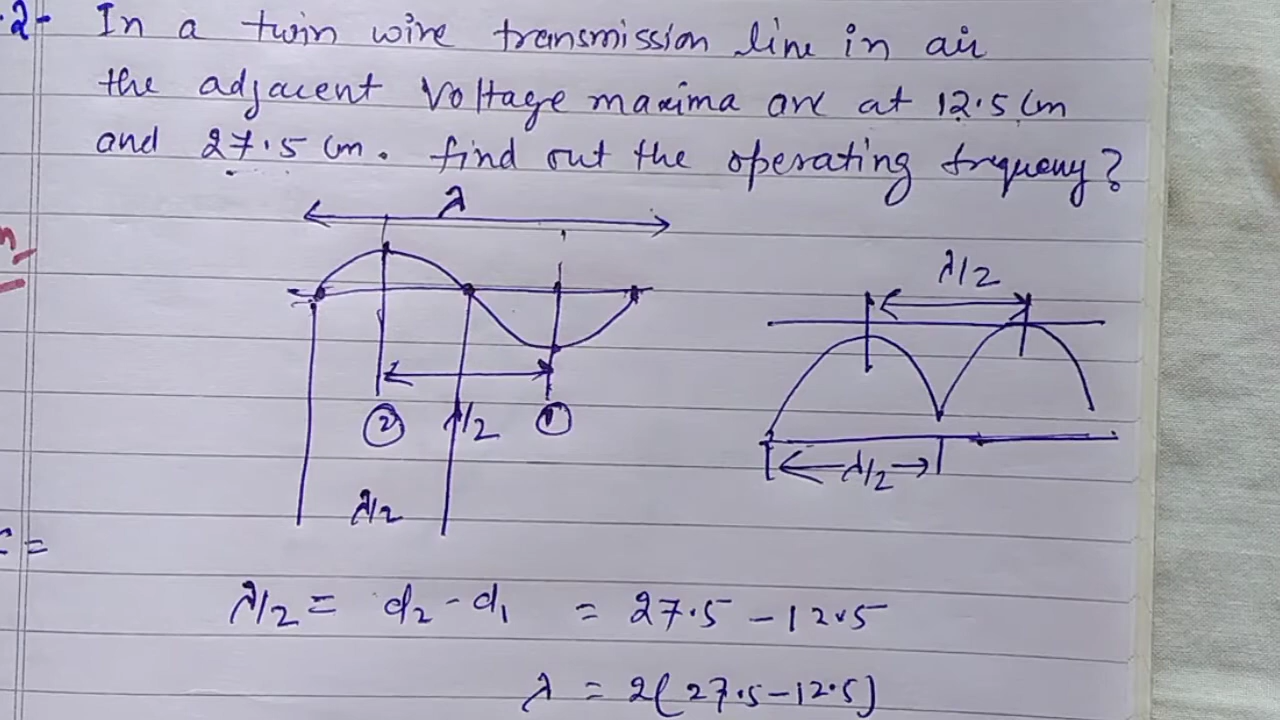 .2- In a twin wire transmission line in air
the adjacent Voltage maxima are at 12.5 cm
and 27.5 cm. find out the operating frequency?
λ
λ/2
② λ/2 ①
λ/2
λ/2
=
λ/2 = d2 - d1 = 27.5 - 12.5
λ = 2(27.5-12.5)